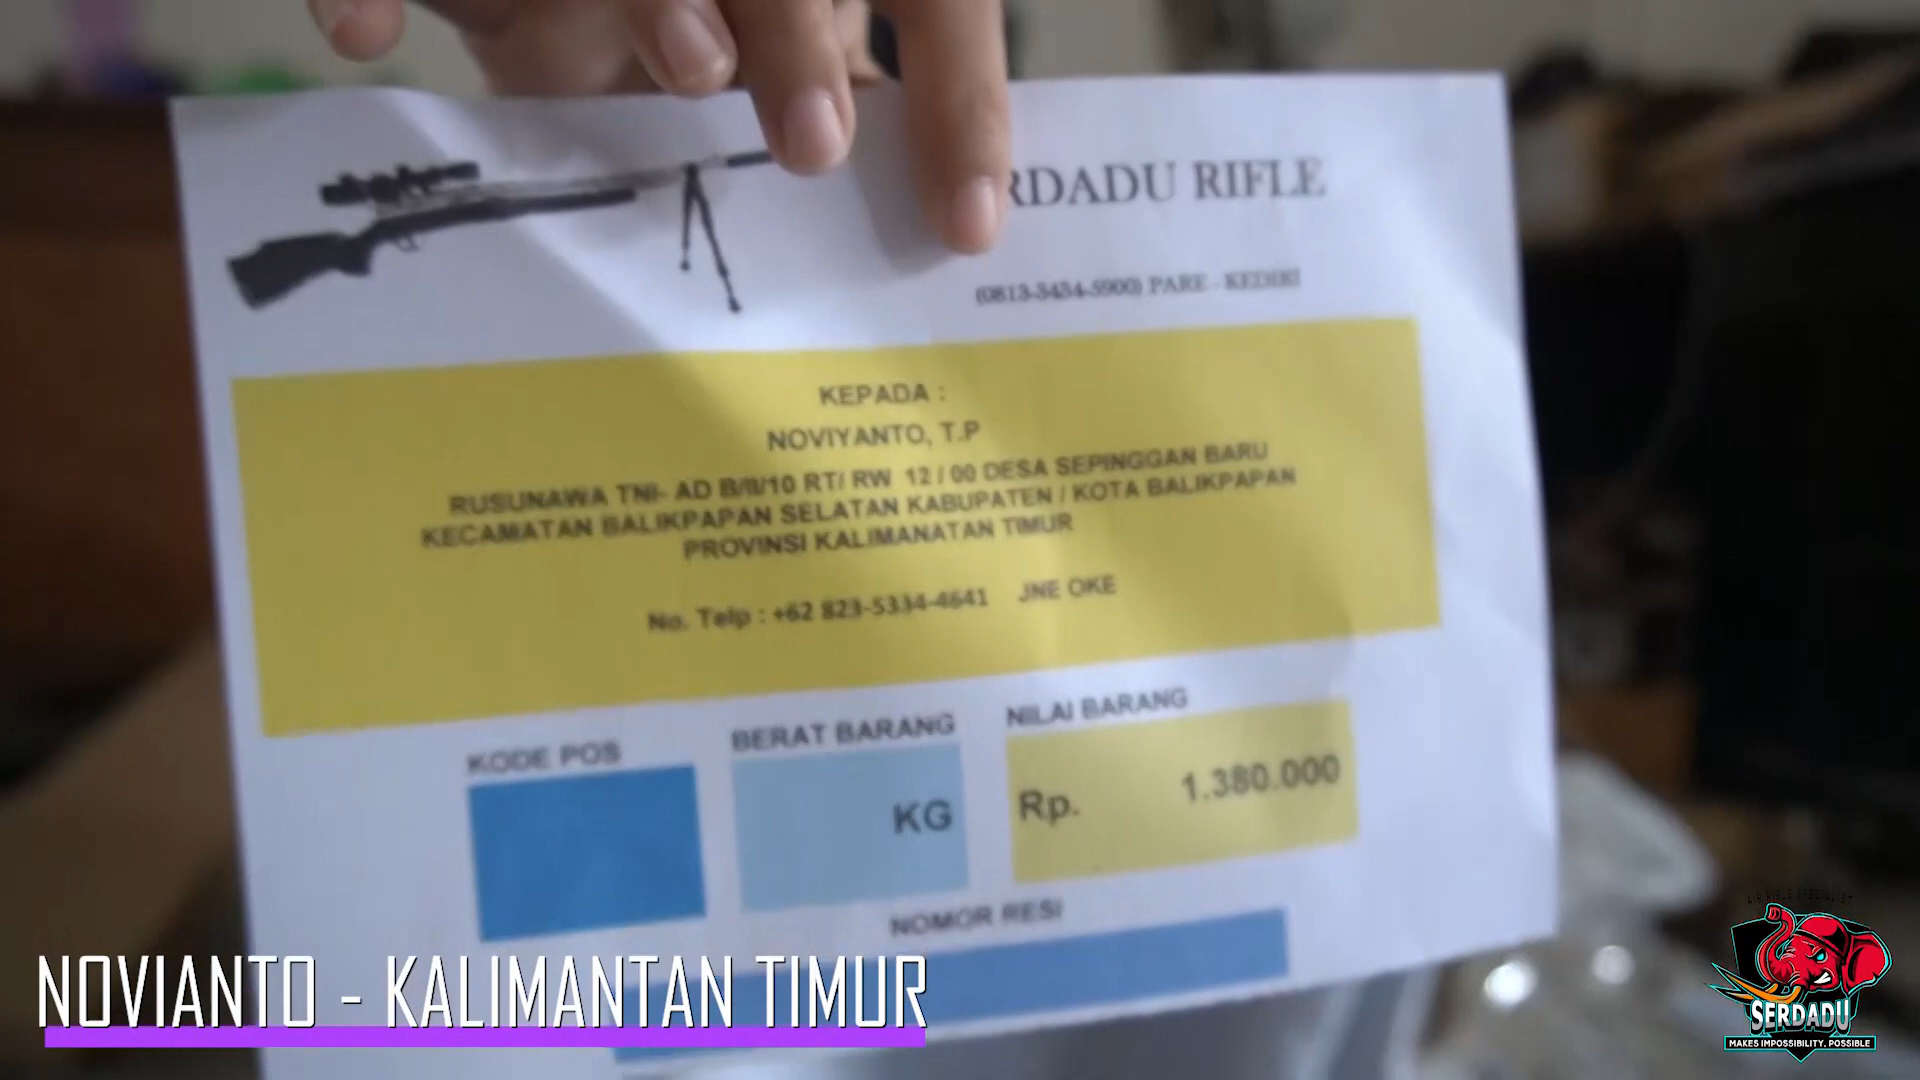 RDADU RIFLE
(0813-3434-5900) PARE - KEDIRI
KEPADA :
NOVIYANTO, T.P
RUSUNAWA TNI- AD B/8/10 RT/ RW 12 / 00 DESA SEPINGGAN BARU
KECAMATAN BALIKPAPAN SELATAN KABUPATEN / KOTA BALIKPAPAN
PROVINSI KALIMANATAN TIMUR
No. Telp : +62 823-5334-4641 JNE OKE
KODE POS
BERAT BARANG
NILAI BARANG
KG
Rp. 1.380.000
NOMOR RESI
NOVIANTO - KALIMANTAN TIMUR
AIR RIFLE SPECIALIST
SERDADU
MAKES IMPOSSIBILITY, POSSIBLE